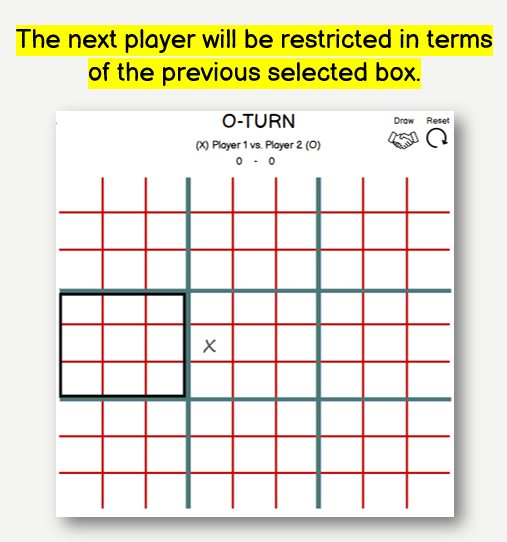 The next player will be restricted in terms
of the previous selected box.
O-TURN
Draw Reset
(X) Player 1 vs. Player 2 (O)
0 - 0
X